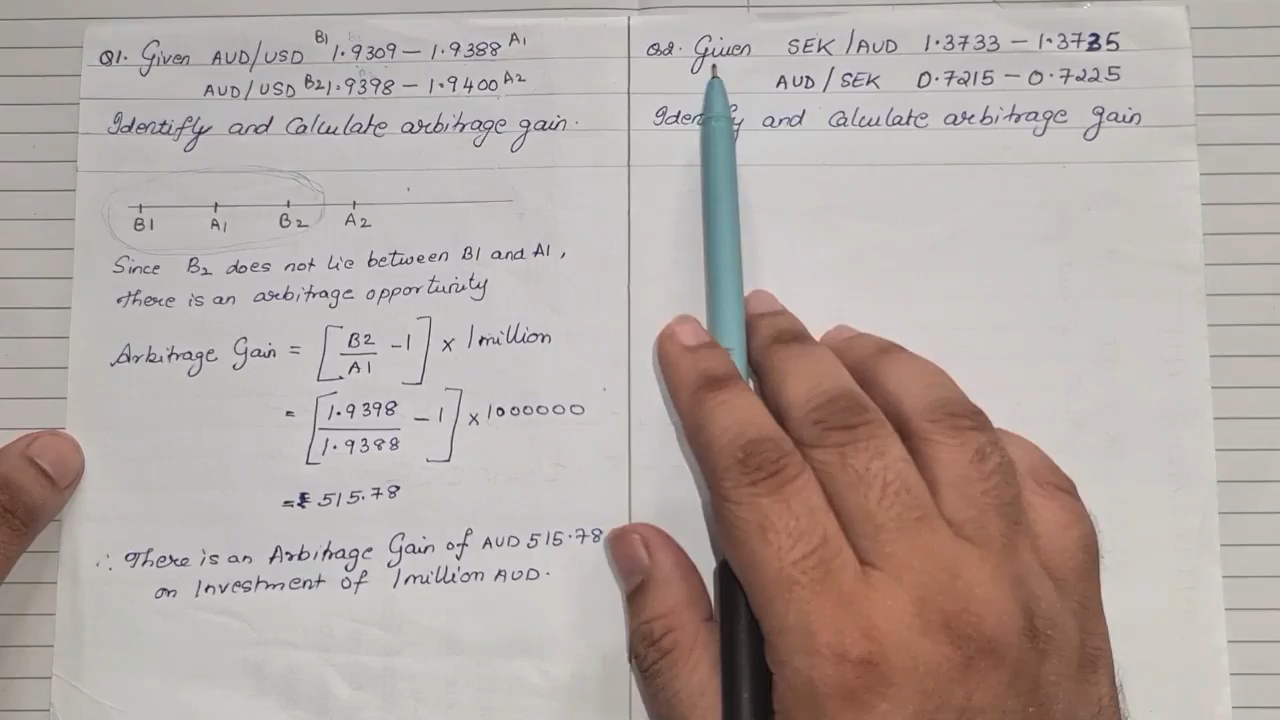 Q1. Given AUD/USD B1 1.9309 - 1.9388 A1
AUD/USD B2 1.9398 - 1.9400 A2
Identifly and Calculate arbitrage gain.
B1 A1 B2 A2
Since B2 does not lie between B1 and A1,
there is an arbitrage opportunity
Arbitrage Gain = [B2/A1 - 1] x 1 million
= [1.9398/1.9388 - 1] x 1000000
= 515.78
∴ There is an Arbitrage Gain of AUD 515.78
on Investment of 1 million AUD.
Q2. Given SEK/AUD 1.3733 - 1.3735
AUD/SEK 0.7215 - 0.7225
and Calculate arbitrage gain